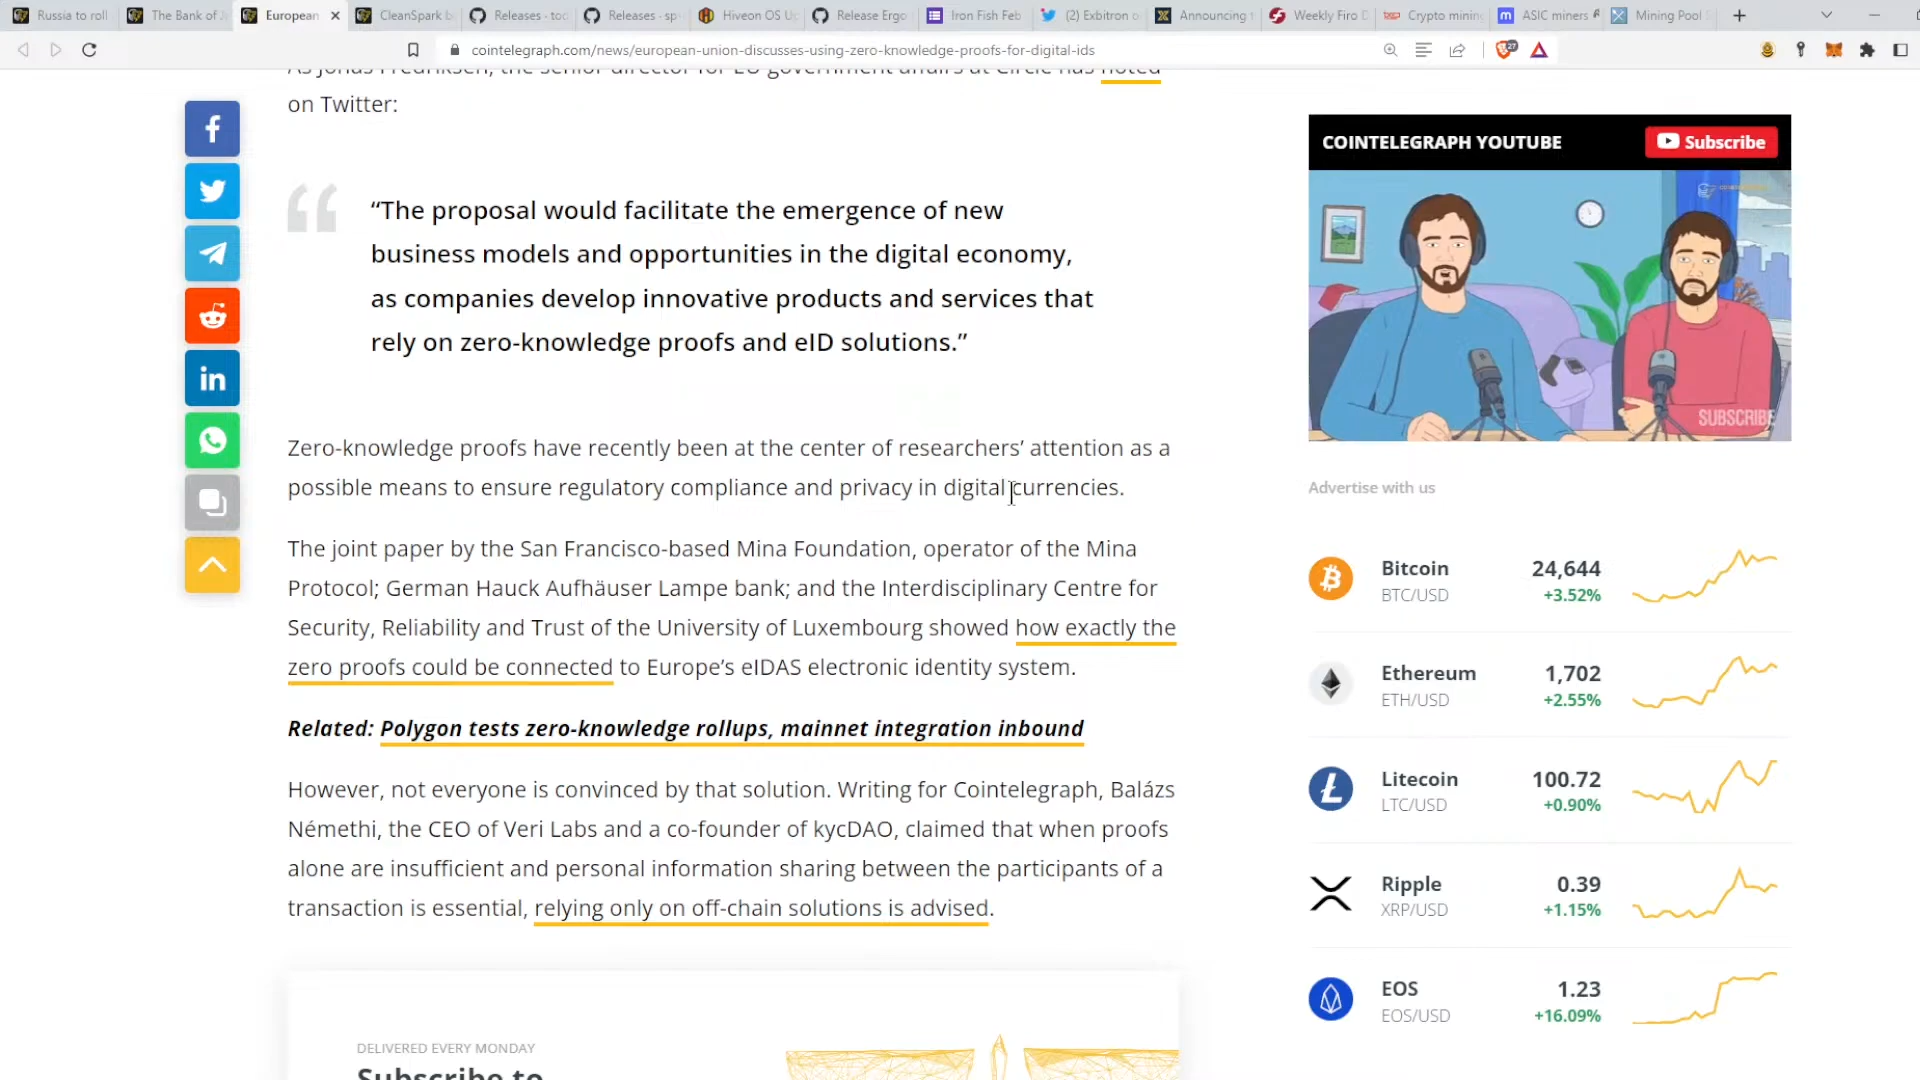 Russia to roll
The Bank of J
European
CleanSpark b
Releases · too
Releases · sp
Hiveon OS U
Release Ergo
Iron Fish Feb
(2) Exbitron o
Announcing t
Weekly Firo D
Crypto mining
ASIC miners
Mining Pool S
cointelegraph.com/news/european-union-discusses-using-zero-knowledge-proofs-for-digital-ids
27
As Jonas Fredriksen, the senior director for EU government affairs at Circle has noted
on Twitter:
“The proposal would facilitate the emergence of new
business models and opportunities in the digital economy,
as companies develop innovative products and services that
rely on zero-knowledge proofs and eID solutions.”
Zero-knowledge proofs have recently been at the center of researchers’ attention as a
possible means to ensure regulatory compliance and privacy in digital currencies.
The joint paper by the San Francisco-based Mina Foundation, operator of the Mina
Protocol; German Hauck Aufhäuser Lampe bank; and the Interdisciplinary Centre for
Security, Reliability and Trust of the University of Luxembourg showed how exactly the
zero proofs could be connected to Europe’s eIDAS electronic identity system.
Related: Polygon tests zero-knowledge rollups, mainnet integration inbound
However, not everyone is convinced by that solution. Writing for Cointelegraph, Balázs
Némethi, the CEO of Veri Labs and a co-founder of kycDAO, claimed that when proofs
alone are insufficient and personal information sharing between the participants of a
transaction is essential, relying only on off-chain solutions is advised.
DELIVERED EVERY MONDAY
Subscribe to
COINTELEGRAPH YOUTUBE
Subscribe
SUBSCRIBE
Advertise with us
Bitcoin 24,644
BTC/USD +3.52%
Ethereum 1,702
ETH/USD +2.55%
Litecoin 100.72
LTC/USD +0.90%
Ripple 0.39
XRP/USD +1.15%
EOS 1.23
EOS/USD +16.09%